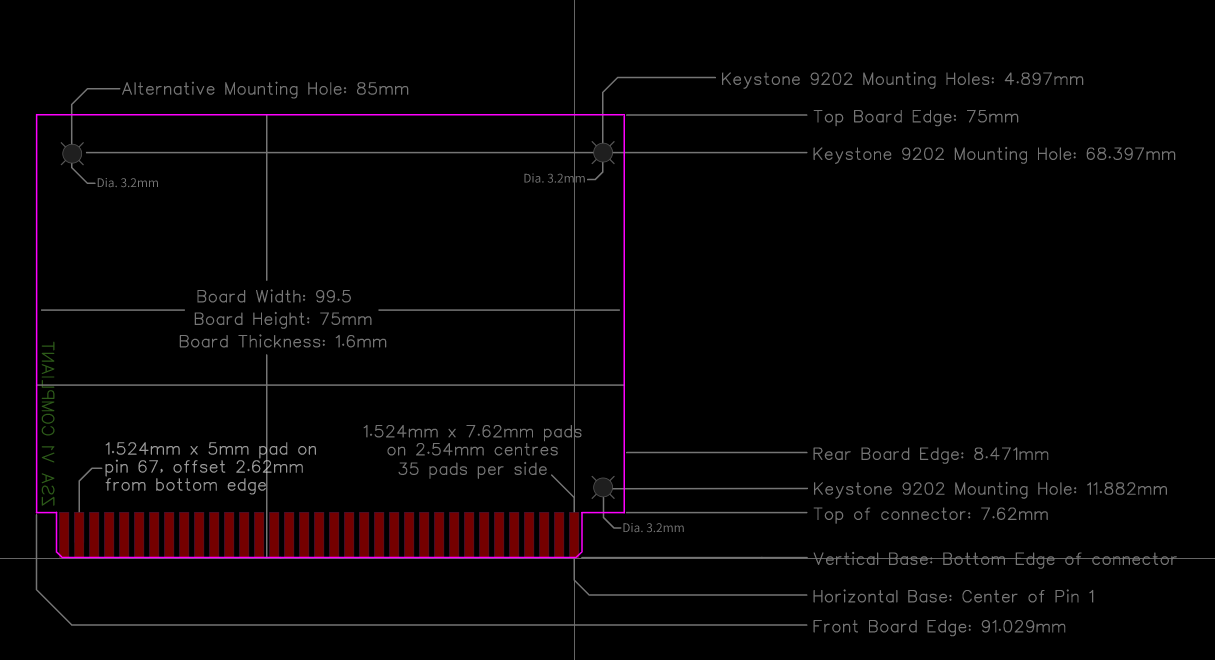 Keystone 9202 Mounting Holes: 4.897mm
Alternative Mounting Hole: 85mm
Top Board Edge: 75mm
Keystone 9202 Mounting Hole: 68.397mm
Dia. 3.2mm
Dia. 3.2mm
Board Width: 99.5
Board Height: 75mm
Board Thickness: 1.6mm
ZSA V1 COMPLIANT
1.524mm x 7.62mm pads
on 2.54mm centres
35 pads per side
1.524mm x 5mm pad on
pin 67, offset 2.62mm
from bottom edge
Rear Board Edge: 8.471mm
Keystone 9202 Mounting Hole: 11.882mm
Top of connector: 7.62mm
Dia. 3.2mm
Vertical Base: Bottom Edge of connector
Horizontal Base: Center of Pin 1
Front Board Edge: 91.029mm